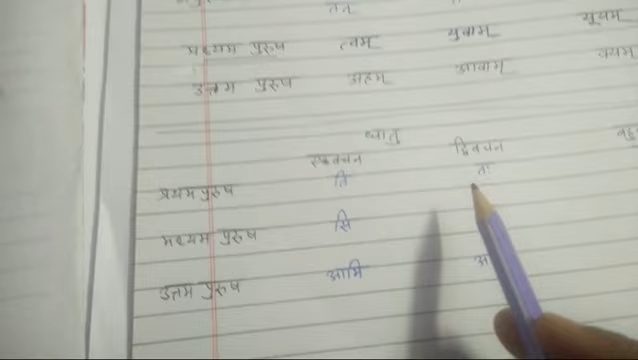 मध्यम पुरुष त्वम् युवाम् यूयम्
उत्तम पुरुष अहम् आवाम् वयम्
धातु
एकवचन द्विवचन
प्रथम पुरुष ति तः
मध्यम पुरुष सि
उत्तम पुरुष आमि